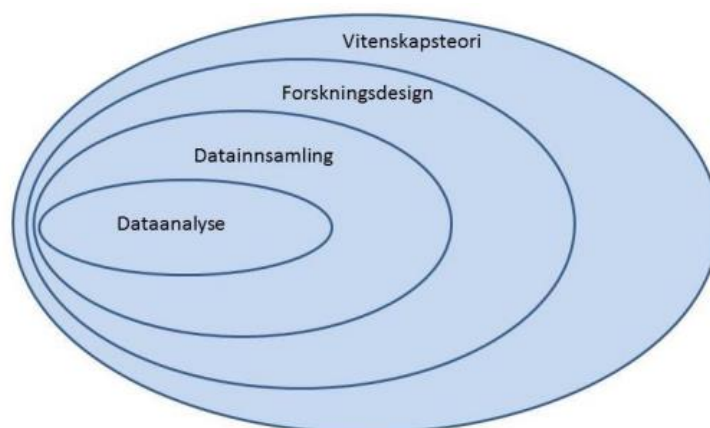 Vitenskapsteori
Forskningsdesign
Datainnsamling
Dataanalyse